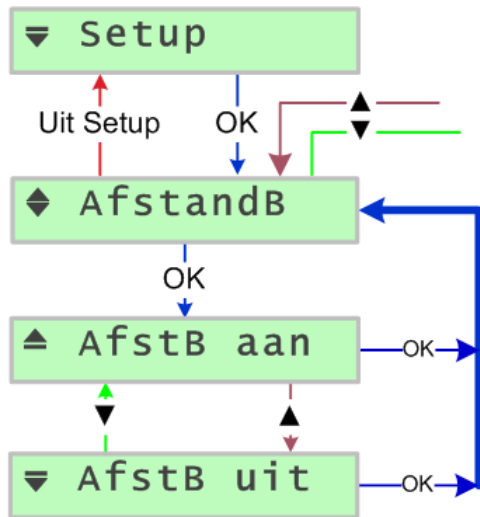 Setup
Uit Setup OK
AfstandB
OK
AfstB aan
OK
AfstB uit
OK